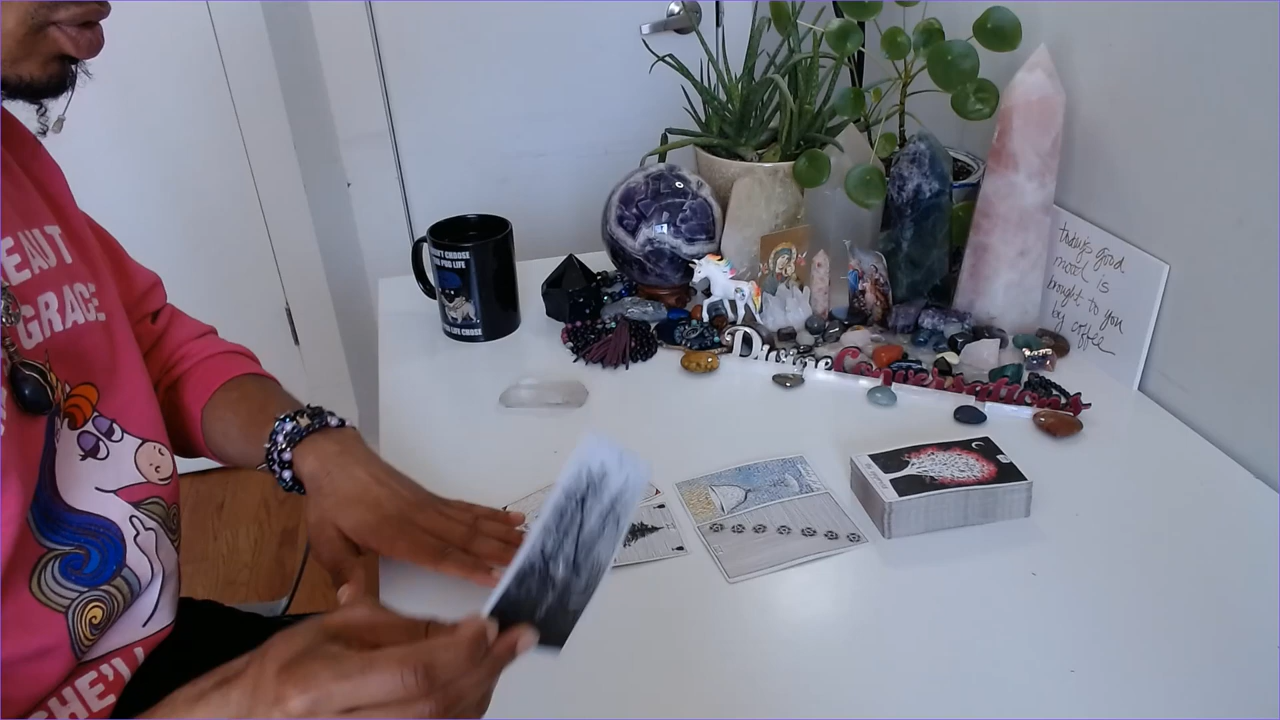 EAUT
GRACE
SHE'LL
N'T CHOOSE
PUG LIFE
LIFE CHOSE
Divine Conversations
today's good
mood is
brought to you
by coffee